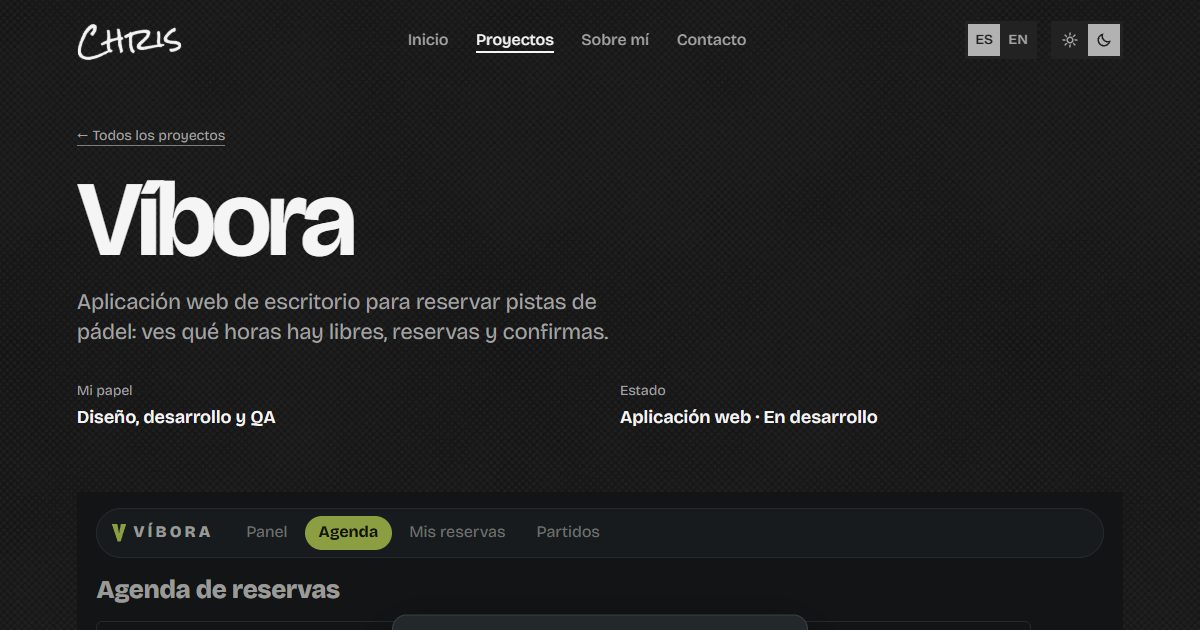 CHRIS
Inicio Proyectos Sobre mí Contacto
ES EN
← Todos los proyectos
Víbora
Aplicación web de escritorio para reservar pistas de
pádel: ves qué horas hay libres, reservas y confirmas.
Mi papel
Diseño, desarrollo y QA
Estado
Aplicación web · En desarrollo
VÍBORA Panel Agenda Mis reservas Partidos
Agenda de reservas